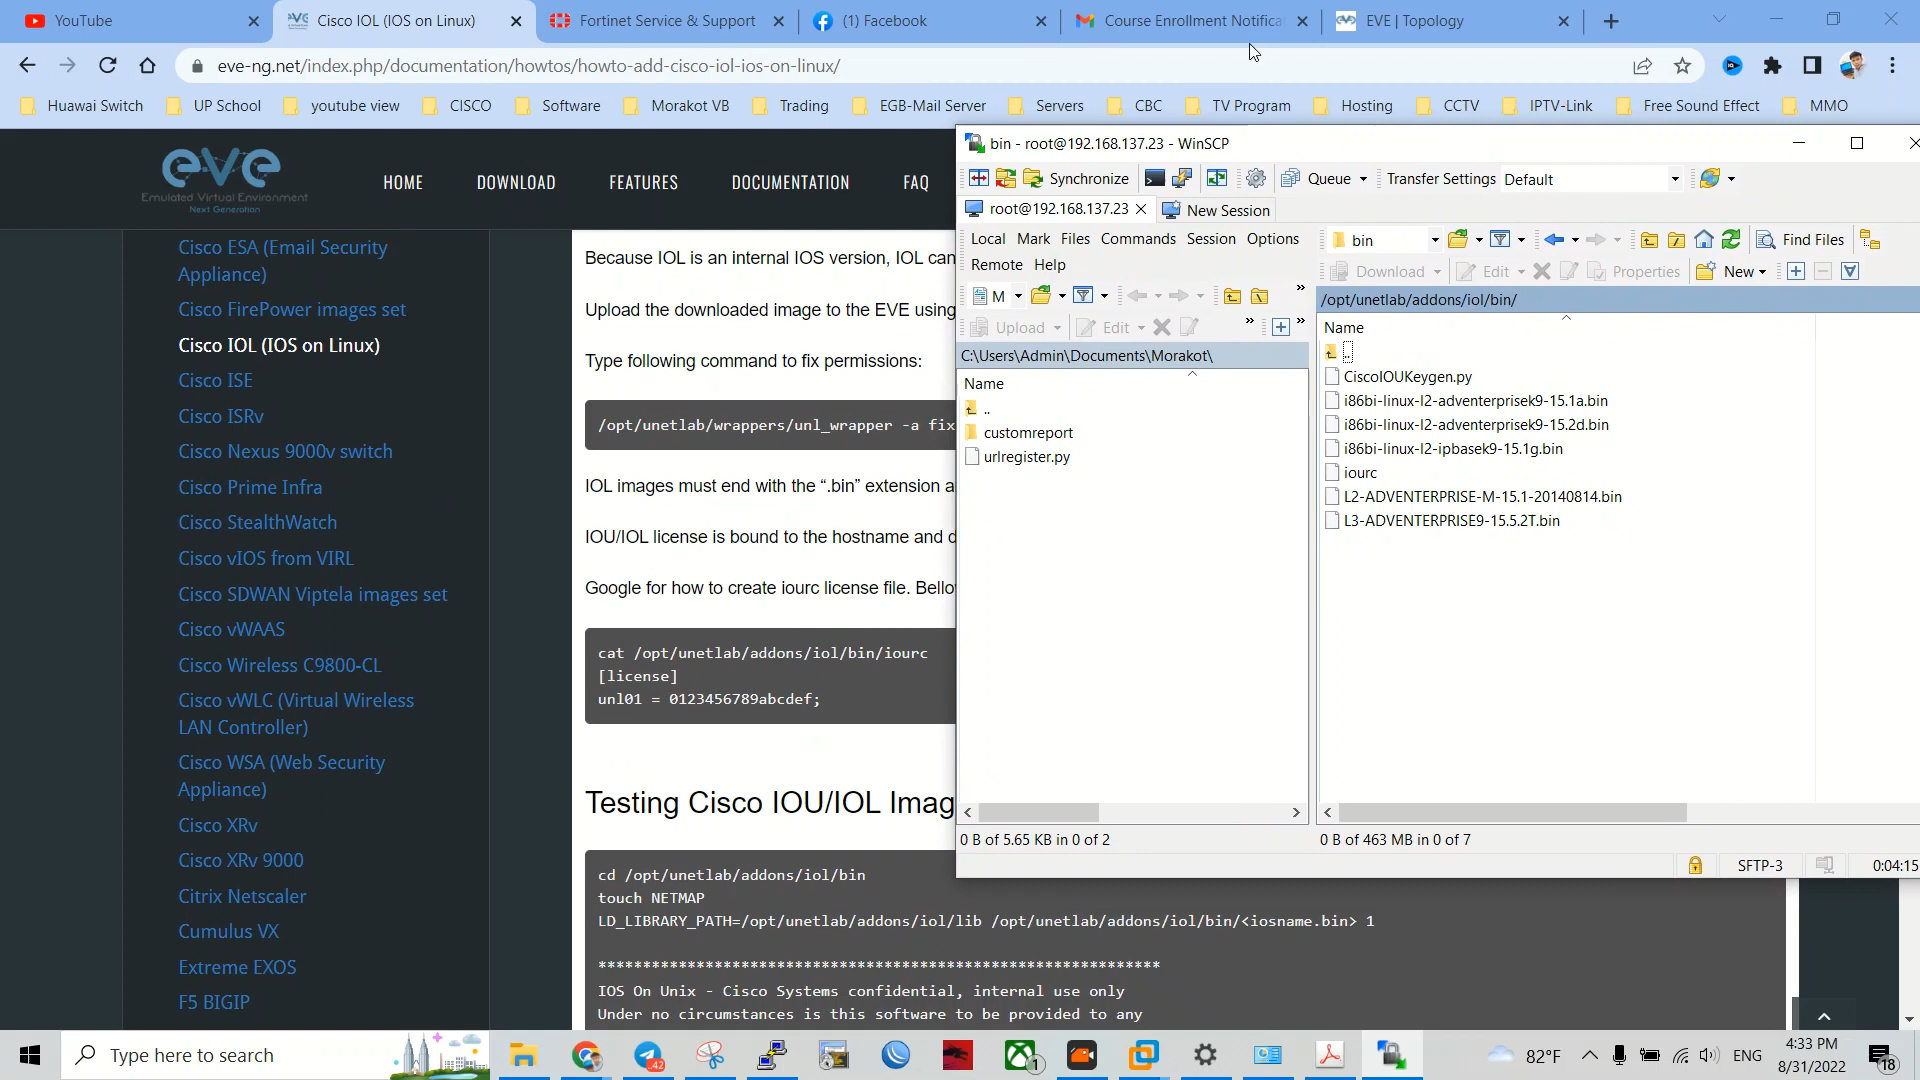 YouTube
Cisco IOL (IOS on Linux)
Fortinet Service & Support
(1) Facebook
Course Enrollment Notifica
EVE | Topology
eve-ng.net/index.php/documentation/howtos/howto-add-cisco-iol-ios-on-linux/
Huawai Switch
UP School
youtube view
CISCO
Software
Morakot VB
Trading
EGB-Mail Server
Servers
CBC
TV Program
Hosting
CCTV
IPTV-Link
Free Sound Effect
MMO
eve
Emulated Virtual Environment
Next Generation
HOME
DOWNLOAD
FEATURES
DOCUMENTATION
FAQ
Cisco ESA (Email Security
Appliance)
Cisco FirePower images set
Cisco IOL (IOS on Linux)
Cisco ISE
Cisco ISRv
Cisco Nexus 9000v switch
Cisco Prime Infra
Cisco StealthWatch
Cisco vIOS from VIRL
Cisco SDWAN Viptela images set
Cisco vWAAS
Cisco Wireless C9800-CL
Cisco vWLC (Virtual Wireless
LAN Controller)
Cisco WSA (Web Security
Appliance)
Cisco XRv
Cisco XRv 9000
Citrix Netscaler
Cumulus VX
Extreme EXOS
F5 BIGIP
Because IOL is an internal IOS version, IOL can
Upload the downloaded image to the EVE using
Type following command to fix permissions:
/opt/unetlab/wrappers/unl_wrapper -a fix
IOL images must end with the “.bin” extension a
IOU/IOL license is bound to the hostname and d
Google for how to create iourc license file. Bello
cat /opt/unetlab/addons/iol/bin/iourc
[license]
unl01 = 0123456789abcdef;
Testing Cisco IOU/IOL Imag
cd /opt/unetlab/addons/iol/bin
touch NETMAP
LD_LIBRARY_PATH=/opt/unetlab/addons/iol/lib /opt/unetlab/addons/iol/bin/<iosname.bin> 1
***************************************************************
IOS On Unix - Cisco Systems confidential, internal use only
Under no circumstances is this software to be provided to any
bin - root@192.168.137.23 - WinSCP
Synchronize
Queue
Transfer Settings
Default
root@192.168.137.23
New Session
Local Mark Files Commands Session Options
Remote Help
bin
Find Files
Download
Edit
Properties
New
M
Upload
Edit
C:\Users\Admin\Documents\Morakot\
Name
..
customreport
urlregister.py
0 B of 5.65 KB in 0 of 2
/opt/unetlab/addons/iol/bin/
Name
..
CiscoIOUKeygen.py
i86bi-linux-l2-adventerprisek9-15.1a.bin
i86bi-linux-l2-adventerprisek9-15.2d.bin
i86bi-linux-l2-ipbasek9-15.1g.bin
iourc
L2-ADVENTERPRISE-M-15.1-20140814.bin
L3-ADVENTERPRISE9-15.5.2T.bin
0 B of 463 MB in 0 of 7
SFTP-3
0:04:15
Type here to search
42
1
82°F
ENG
4:33 PM
8/31/2022
18